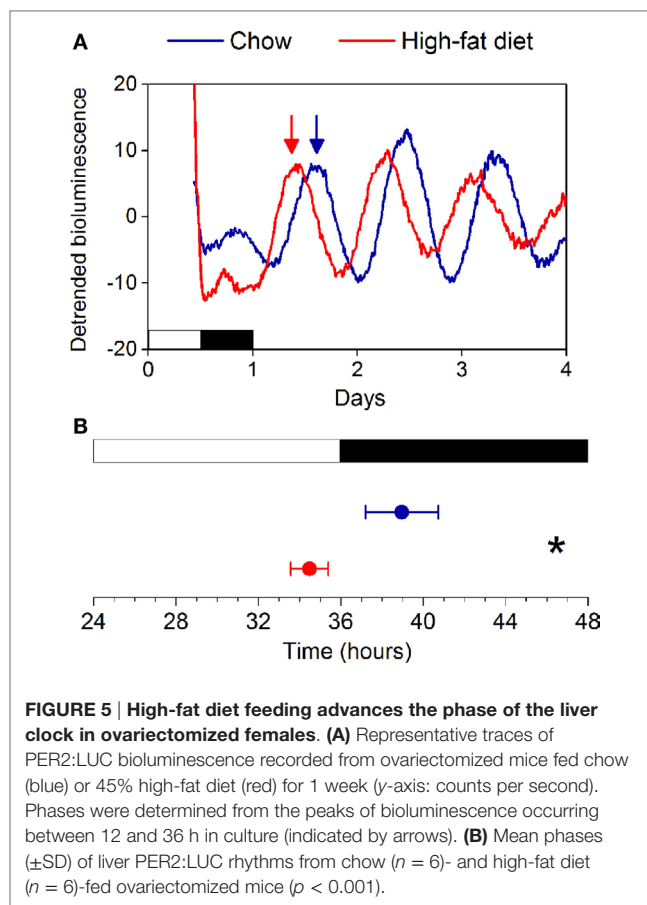 A
Chow
High-fat diet
Detrended bioluminescence
20
10
0
-10
-20
0
1
2
3
4
Days
B
*
24
28
32
36
40
44
48
Time (hours)
FIGURE 5 | High-fat diet feeding advances the phase of the liver
clock in ovariectomized females. (A) Representative traces of
PER2:LUC bioluminescence recorded from ovariectomized mice fed chow
(blue) or 45% high-fat diet (red) for 1 week (y-axis: counts per second).
Phases were determined from the peaks of bioluminescence occurring
between 12 and 36 h in culture (indicated by arrows). (B) Mean phases
(±SD) of liver PER2:LUC rhythms from chow (n = 6)- and high-fat diet
(n = 6)-fed ovariectomized mice (p < 0.001).